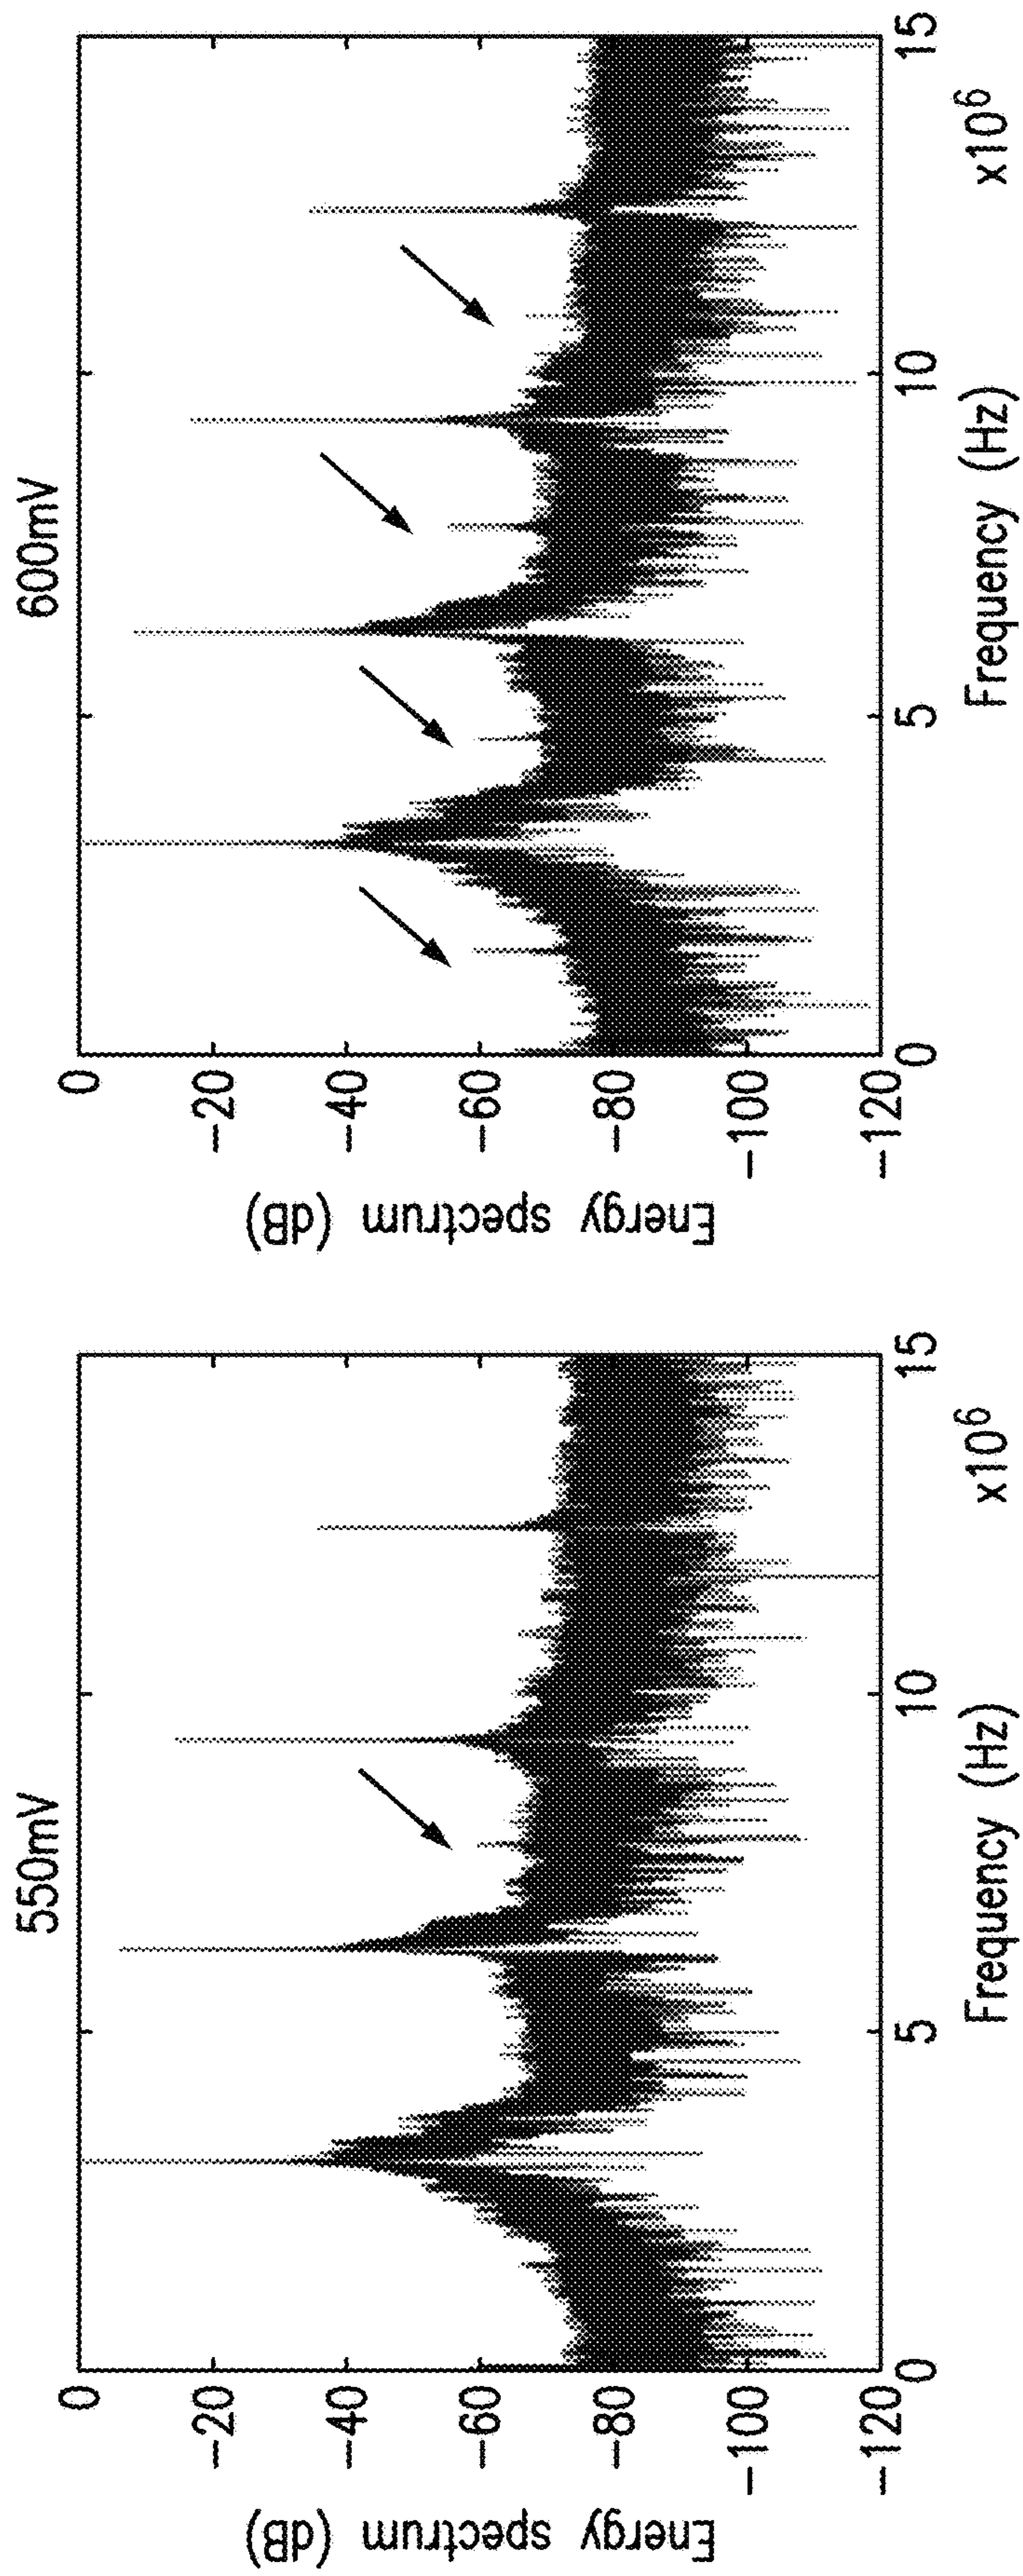 550mV
Energy spectrum (dB)
0
-20
-40
-60
-80
-100
-120
0
5
10
15
x10⁶
Frequency (Hz)
600mV
Energy spectrum (dB)
0
-20
-40
-60
-80
-100
-120
0
5
10
15
x10⁶
Frequency (Hz)